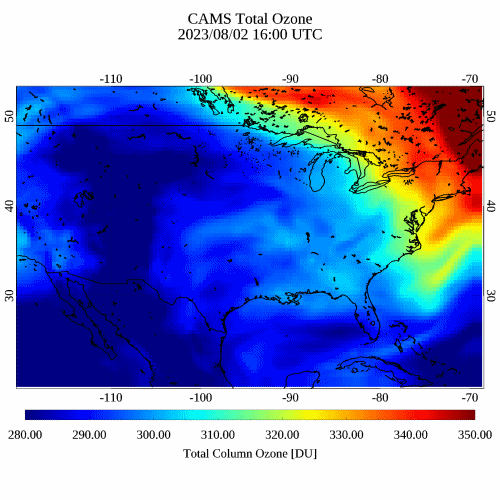 CAMS Total Ozone
2023/08/02 16:00 UTC
-110 -100 -90 -80 -70
50 50
40 40
30 30
-110 -100 -90 -80 -70
280.00 290.00 300.00 310.00 320.00 330.00 340.00 350.00
Total Column Ozone [DU]